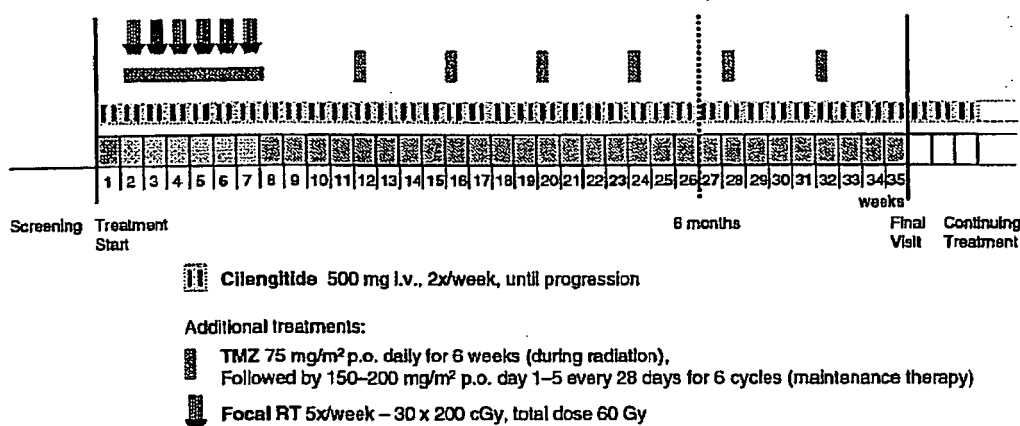 1 2 3 4 5 6 7 8 9 10 11 12 13 14 15 16 17 18 19 20 21 22 23 24 25 26 27 28 29 30 31 32 33 34 35
weeks
Screening Treatment Start
6 months
Final Visit
Continuing Treatment
Cilengitide 500 mg i.v., 2x/week, until progression
Additional treatments:
TMZ 75 mg/m² p.o. daily for 6 weeks (during radiation),
Followed by 150–200 mg/m² p.o. day 1–5 every 28 days for 6 cycles (maintenance therapy)
Focal RT 5x/week – 30 x 200 cGy, total dose 60 Gy